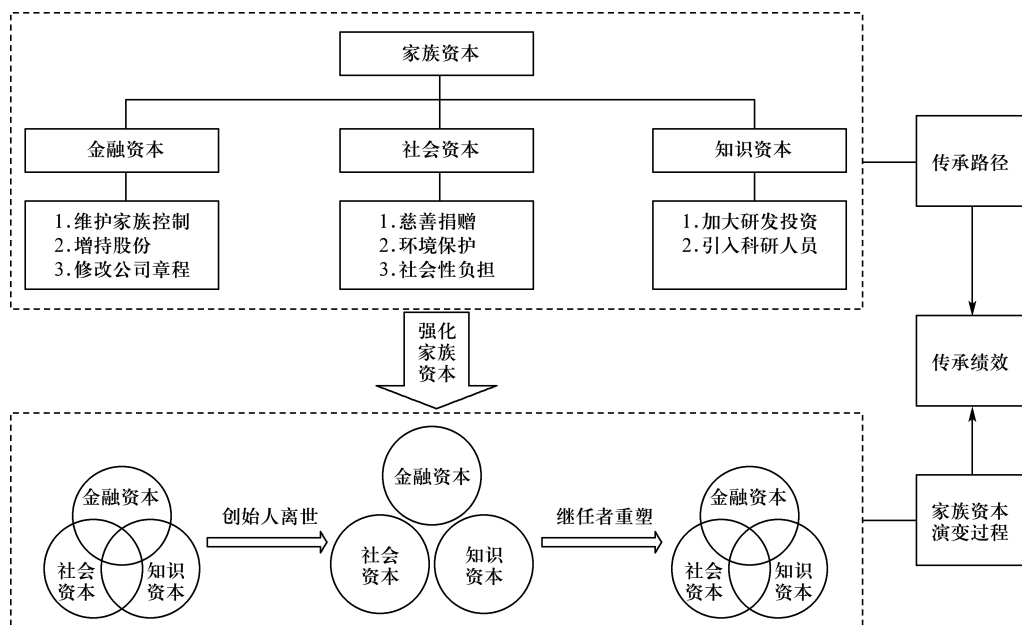 家族资本
金融资本
社会资本
知识资本
1.维护家族控制
2.增持股份
3.修改公司章程
1.慈善捐赠
2.环境保护
3.社会性负担
1.加大研发投资
2.引入科研人员
传承路径
强化
家族
资本
传承绩效
金融资本
社会
资本
知识
资本
创始人离世
金融资本
社会
资本
知识
资本
继任者重塑
金融资本
社会
资本
知识
资本
家族资本
演变过程